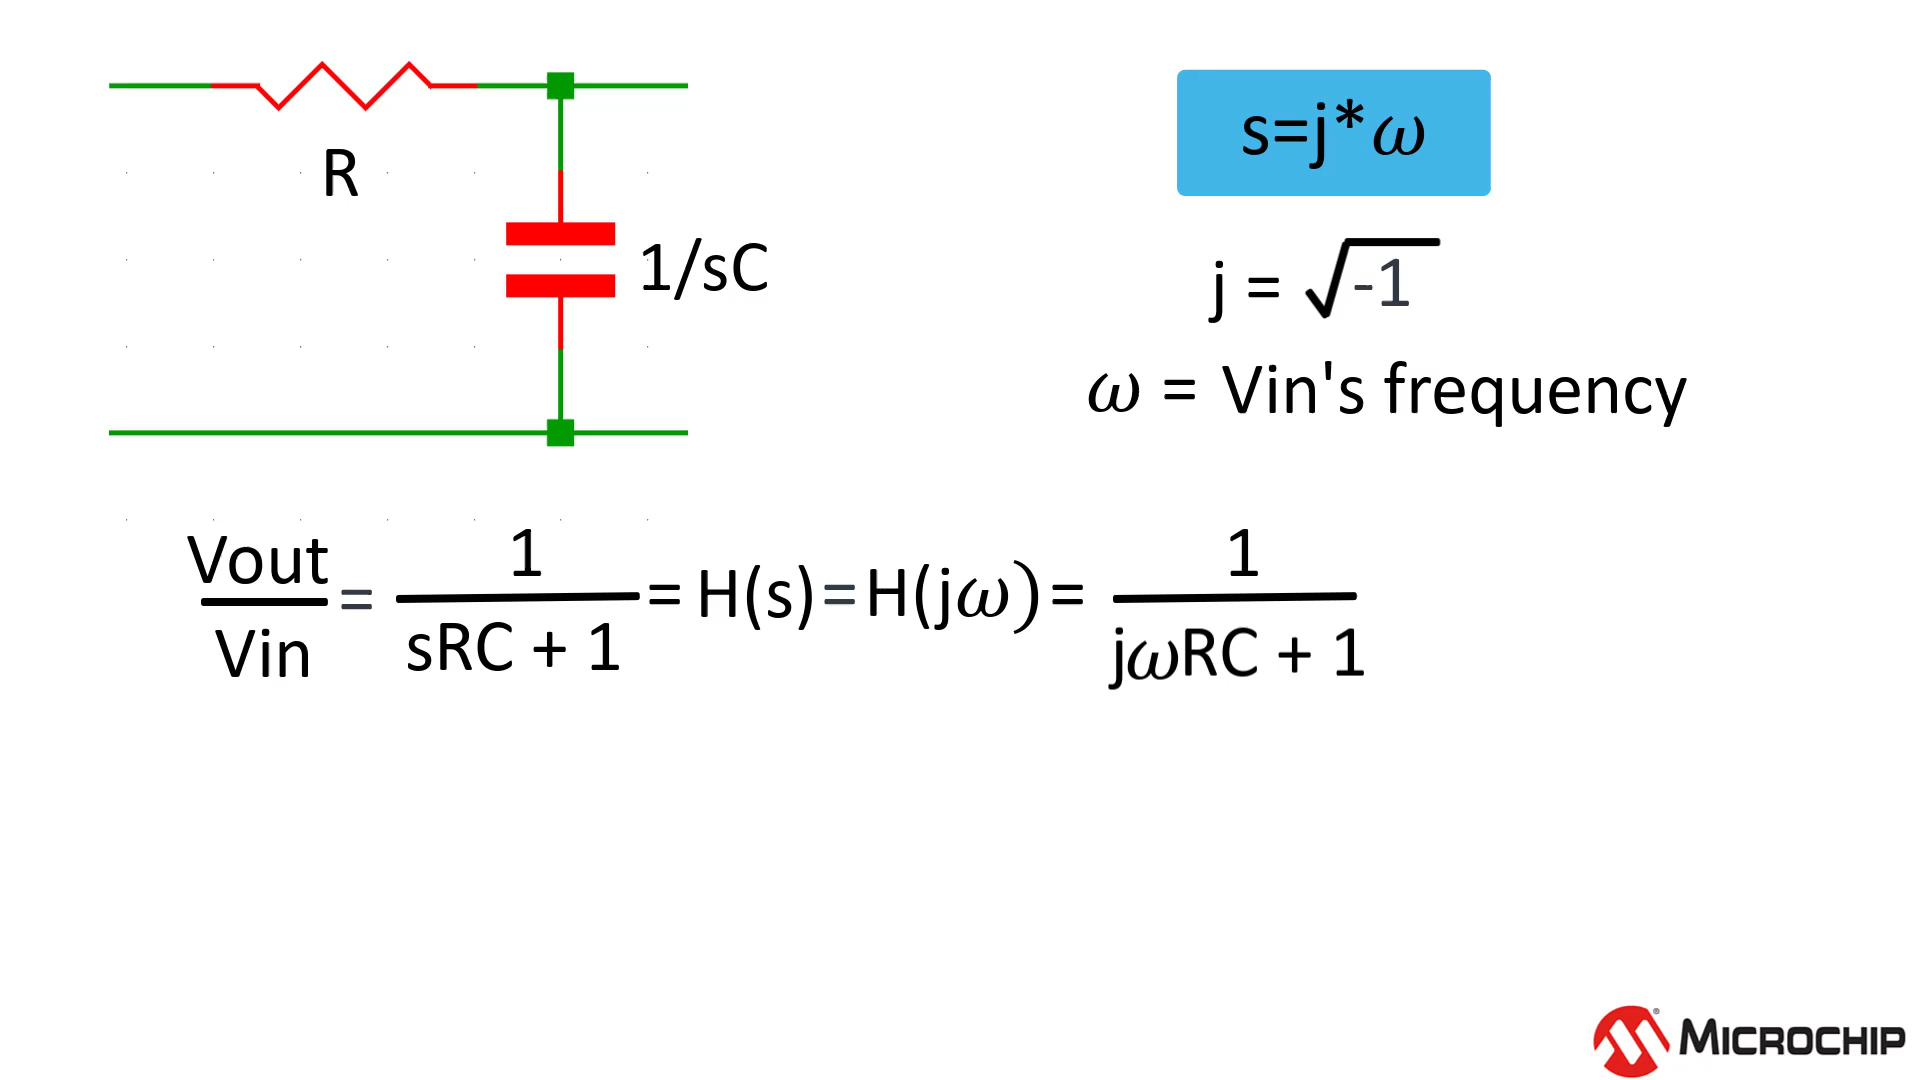 R
1/sC
s=j*ω
j = √-1
ω = Vin's frequency
Vout
Vin
=
1
sRC + 1
= H(s)=H(jω)=
1
jωRC + 1
MICROCHIP
®